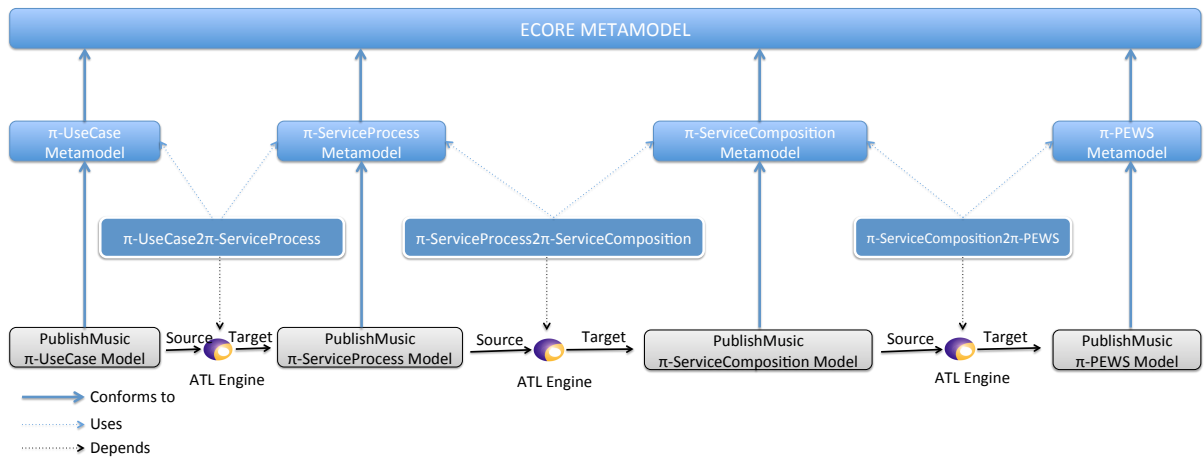 ECORE METAMODEL
π-UseCase
Metamodel
π-ServiceProcess
Metamodel
π-ServiceComposition
Metamodel
π-PEWS
Metamodel
π-UseCase2π-ServiceProcess
π-ServiceProcess2π-ServiceComposition
π-ServiceComposition2π-PEWS
PublishMusic
π-UseCase Model
Source
Target
ATL Engine
PublishMusic
π-ServiceProcess Model
Source
Target
ATL Engine
PublishMusic
π-ServiceComposition Model
Source
Target
ATL Engine
PublishMusic
π-PEWS Model
Conforms to
Uses
Depends